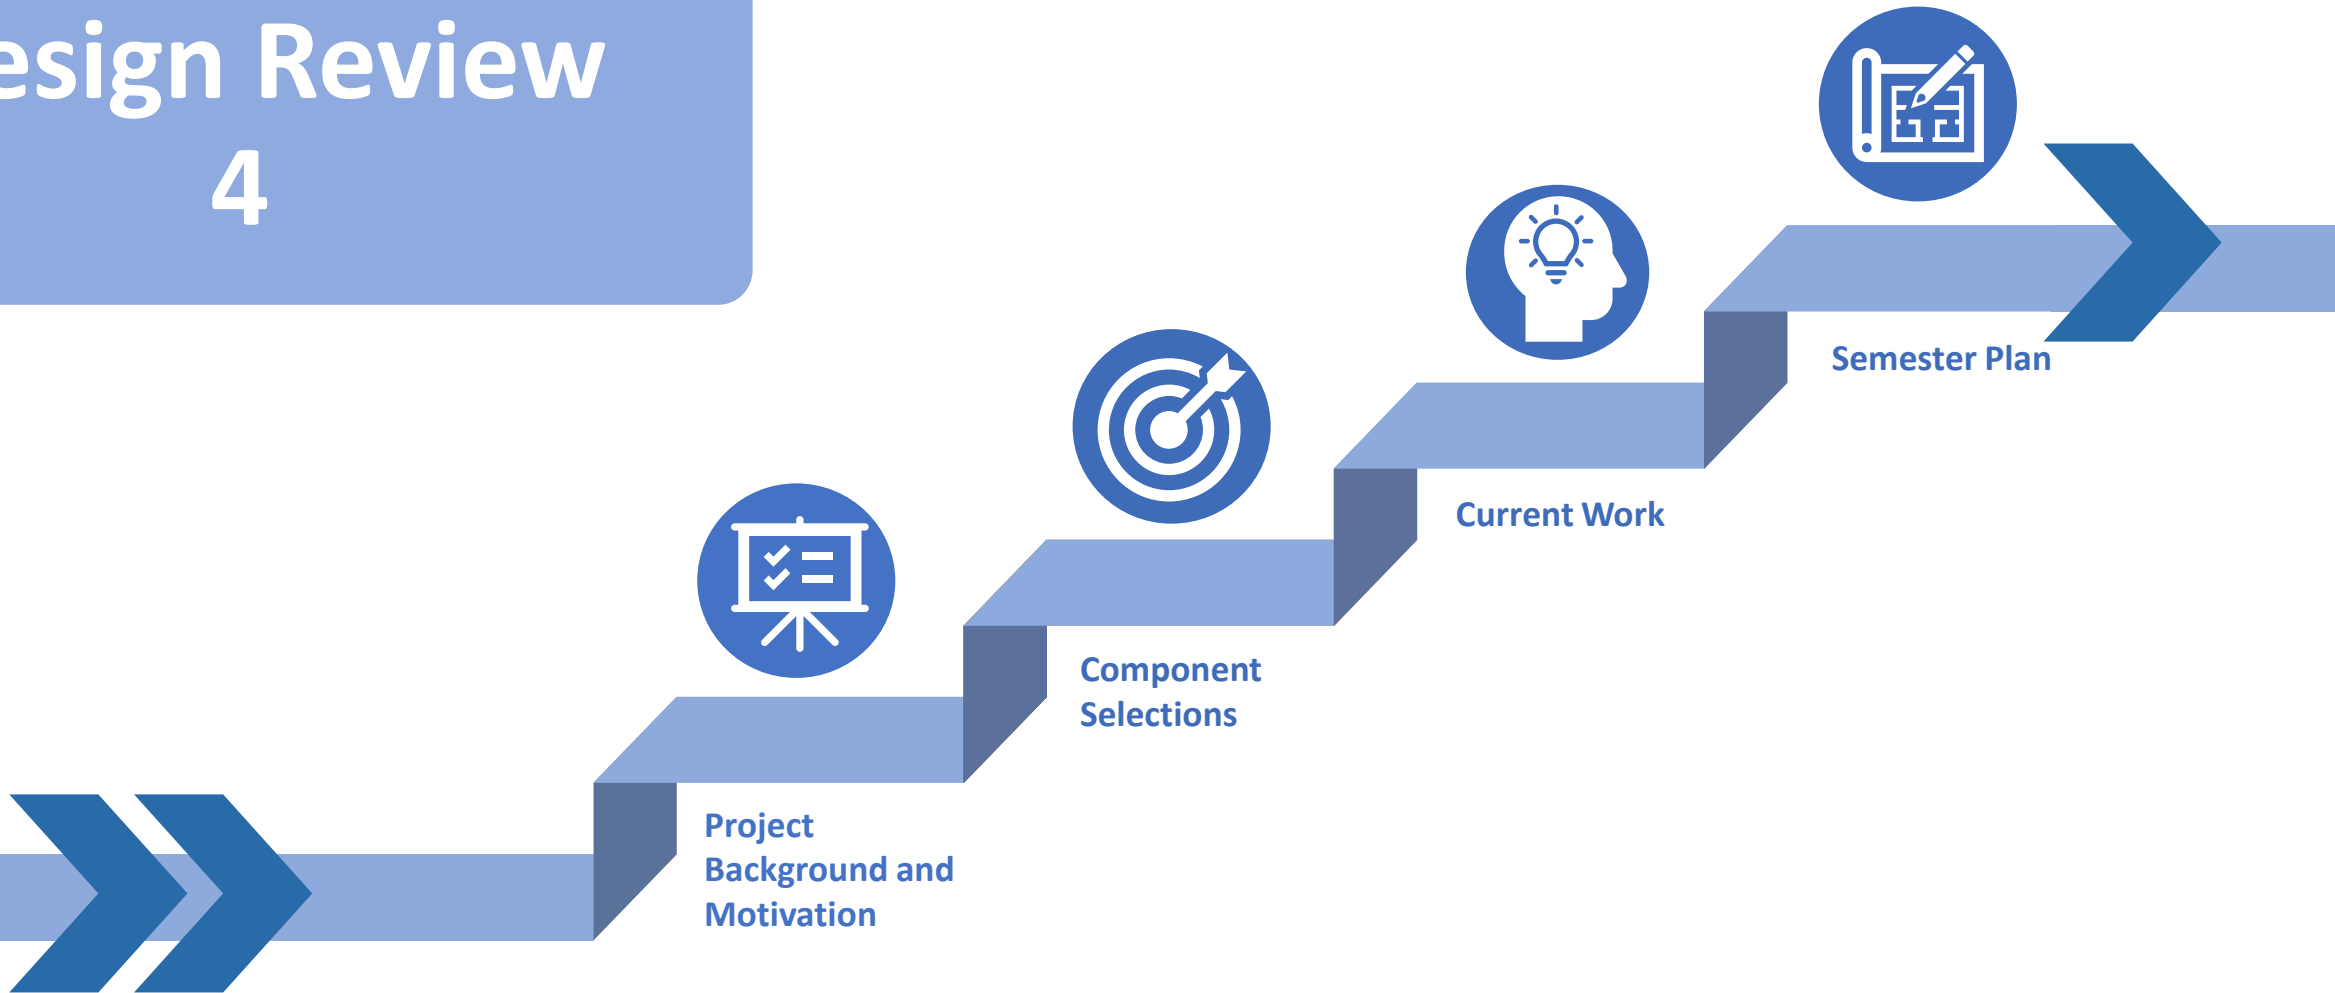 esign Review
4
Semester Plan
Current Work
Component
Selections
Project
Background and
Motivation